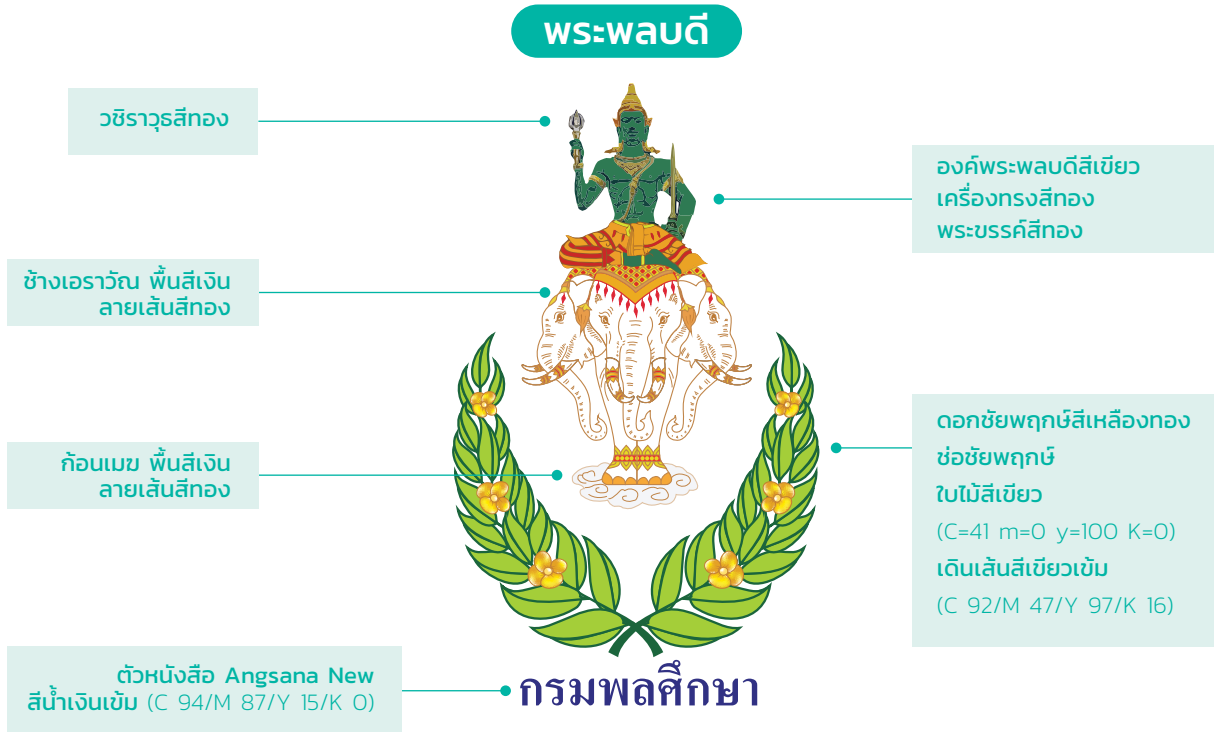 พระพลบดี
วชิราวุธสีทอง
องค์พระพลบดีสีเขียว
เครื่องทรงสีทอง
พระขรรค์สีทอง
ช้างเอราวัณ พื้นสีเงิน
ลายเส้นสีทอง
ก้อนเมฆ พื้นสีเงิน
ลายเส้นสีทอง
ดอกชัยพฤกษ์สีเหลืองทอง
ช่อชัยพฤกษ์
ใบไม้สีเขียว
(C=41 m=0 y=100 K=0)
เดินเส้นสีเขียวเข้ม
(C 92/M 47/Y 97/K 16)
ตัวหนังสือ Angsana New
สีน้ำเงินเข้ม (C 94/M 87/Y 15/K 0)
กรมพลศึกษา